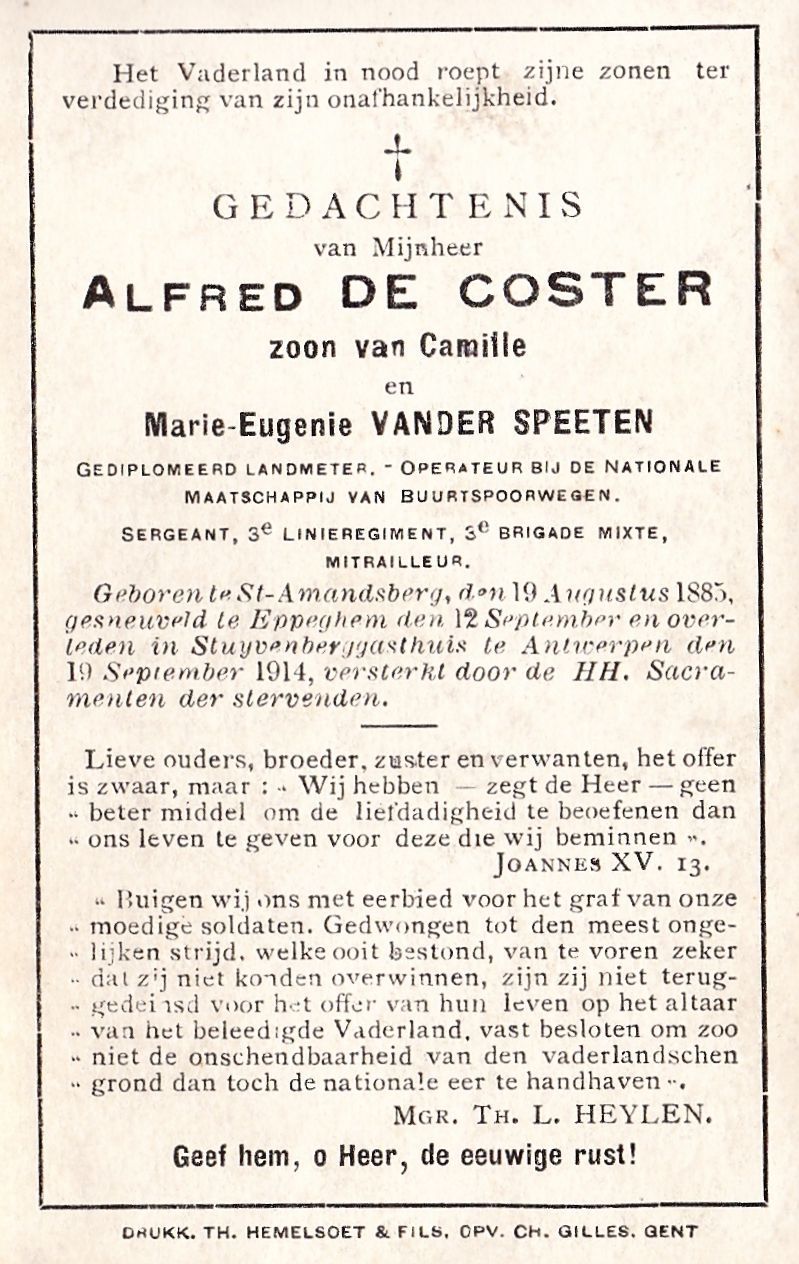 Het Vaderland in nood roept zijne zonen ter
verdediging van zijn onafhankelijkheid.
GEDACHTENIS
van Mijnheer
ALFRED DE COSTER
zoon van Camille
en
Marie-Eugenie VANDER SPEETEN
GEDIPLOMEERD LANDMETER. - OPERATEUR BIJ DE NATIONALE
MAATSCHAPPIJ VAN BUURTSPOORWEGEN.
SERGEANT, 3e LINIEREGIMENT, 3e BRIGADE MIXTE,
MITRAILLEUR.
Geboren te St-Amandsberg, den 19 Augustus 1885,
gesneuveld te Eppeghem den 12 September en over-
leden in Stuyvenberggasthuis te Antwerpen den
19 September 1914, versterkt door de HH. Sacra-
menten der stervenden.
Lieve ouders, broeder, zuster en verwanten, het offer
is zwaar, maar : « Wij hebben — zegt de Heer — geen
« beter middel om de liefdadigheid te beoefenen dan
« ons leven te geven voor deze die wij beminnen ».
JOANNES XV. 13.
« Buigen wij ons met eerbied voor het graf van onze
« moedige soldaten. Gedwongen tot den meest onge-
« lijken strijd, welke ooit bestond, van te voren zeker
« dat zij niet konden overwinnen, zijn zij niet terug-
« gedeinsd voor het offer van hun leven op het altaar
« van het beleedigde Vaderland, vast besloten om zoo
« niet de onschendbaarheid van den vaderlandschen
« grond dan toch de nationale eer te handhaven ».
MGR. TH. L. HEYLEN.
Geef hem, o Heer, de eeuwige rust!
DRUKK. TH. HEMELSOET & FILS, OPV. CH. GILLES, GENT